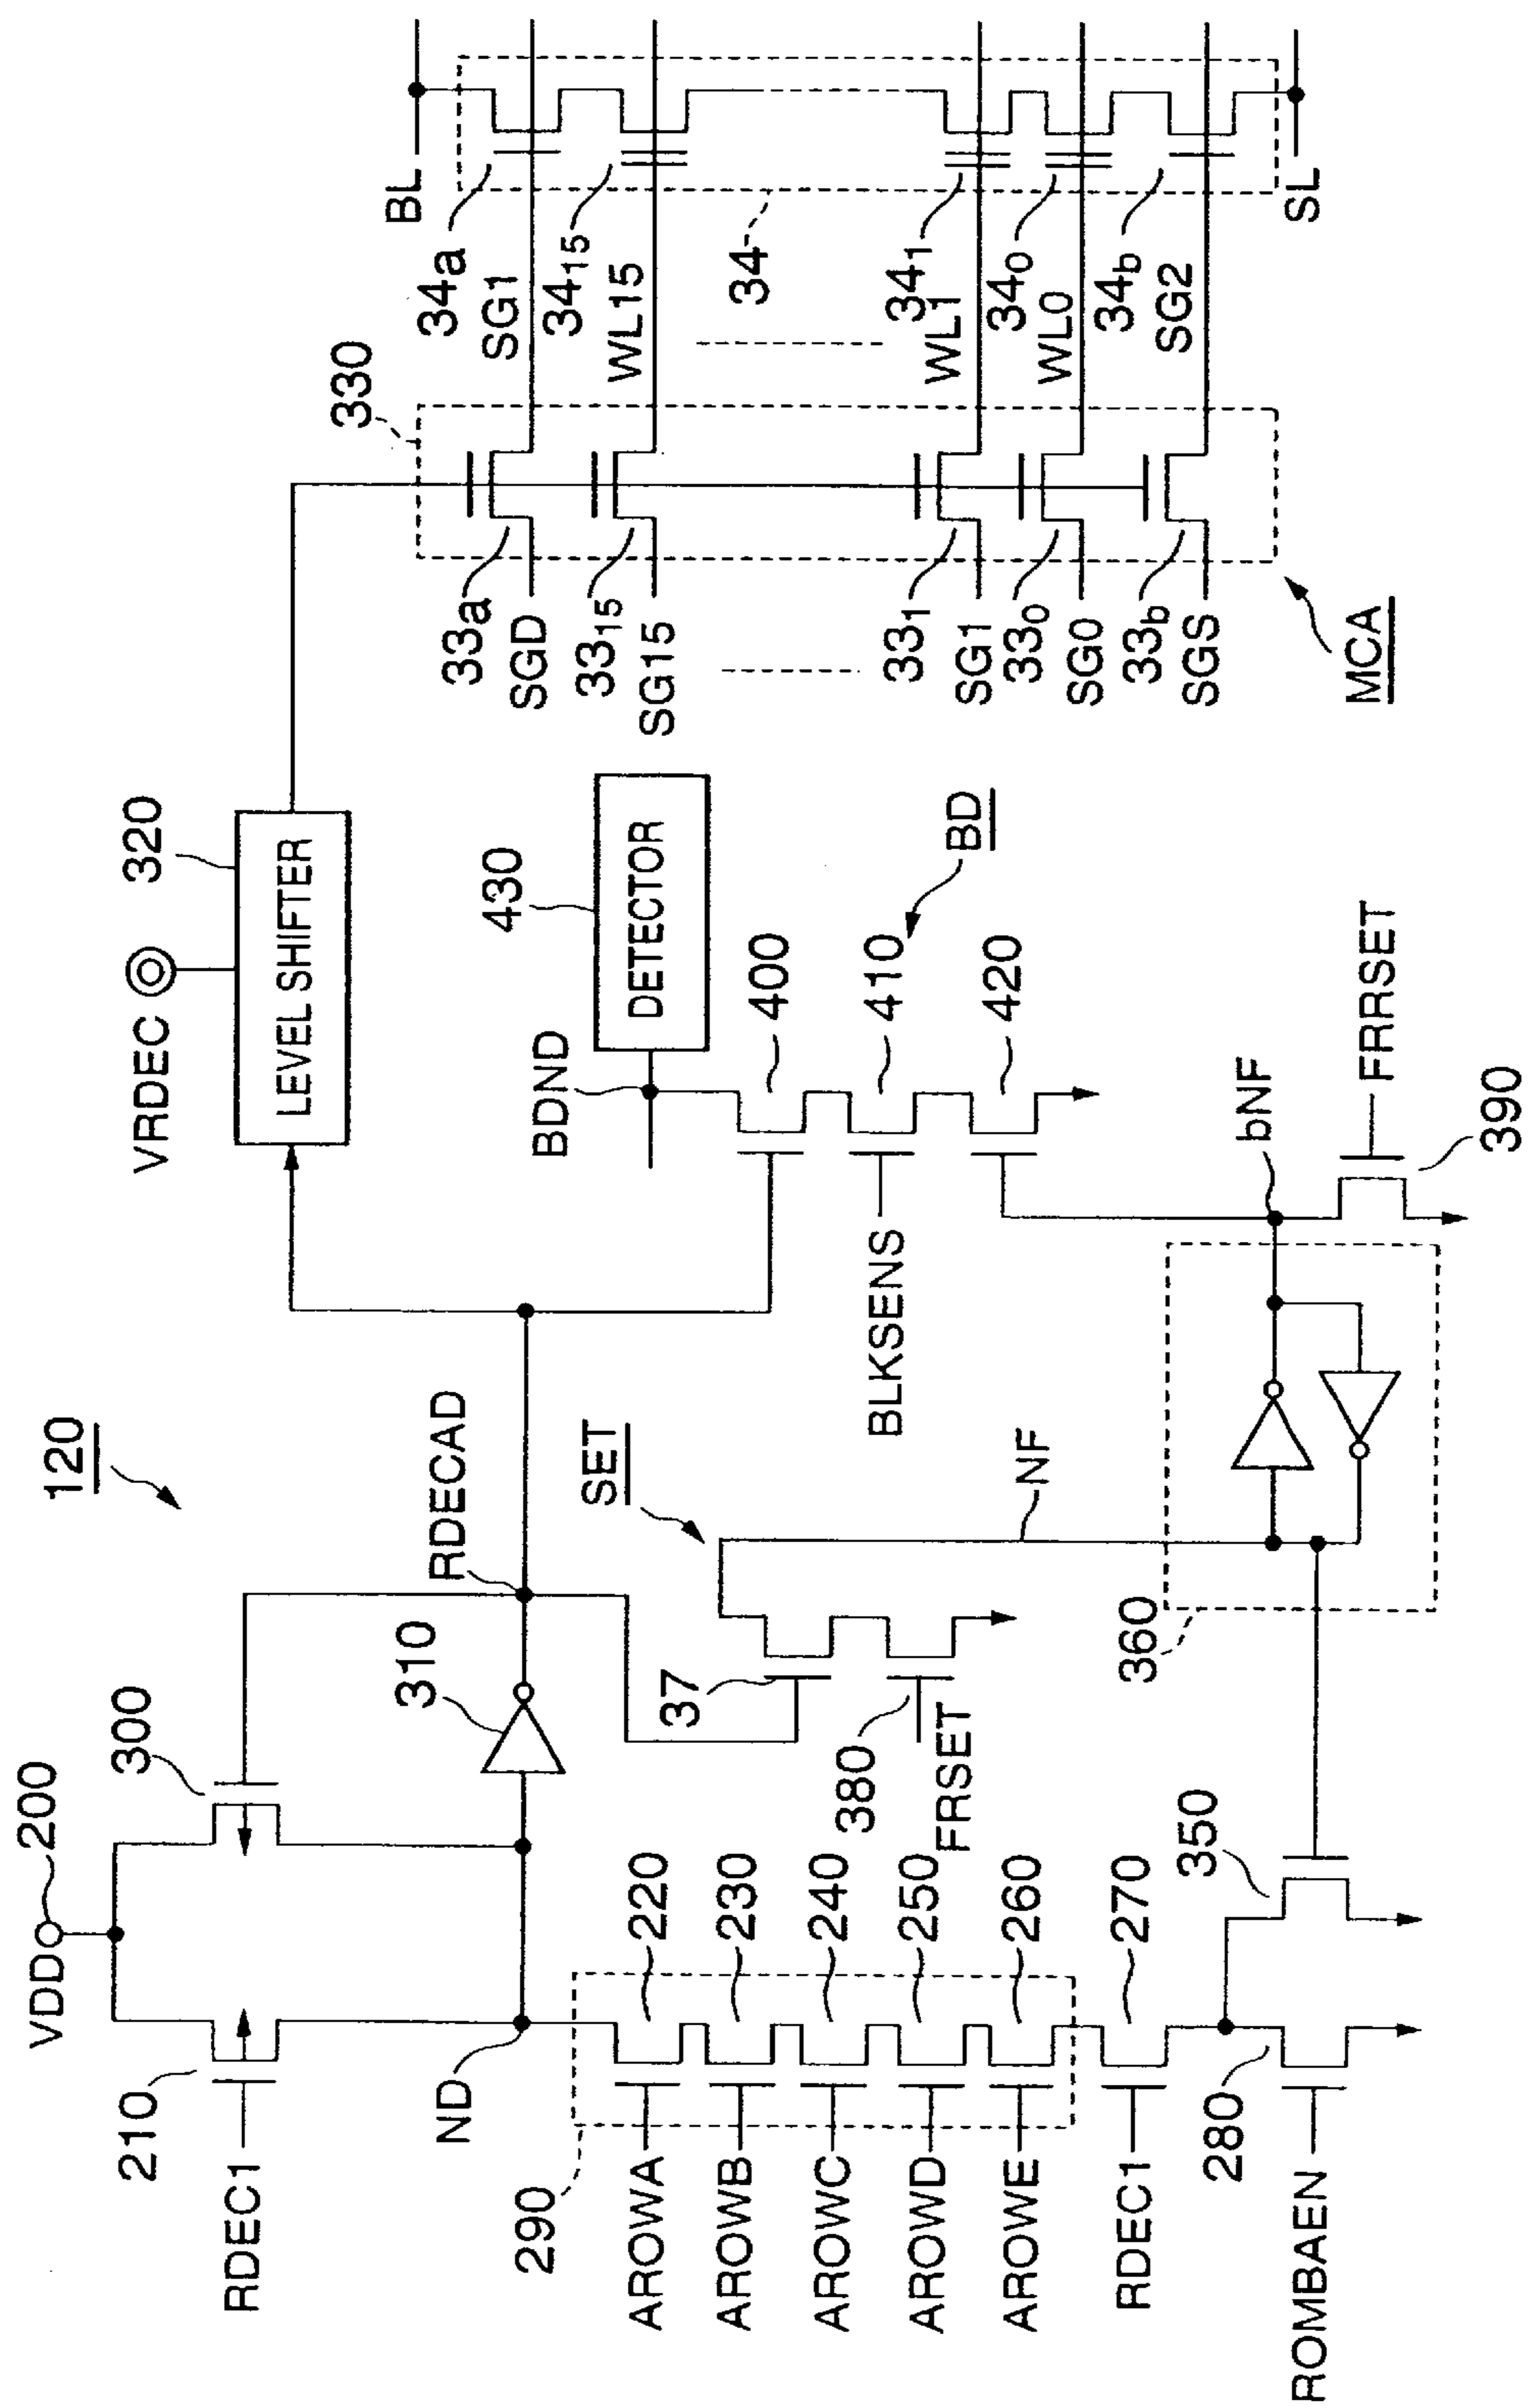 120
VDD
200
210
300
RDEC1
ND
310
RDECAD
VRDEC
320
LEVEL SHIFTER
330
BL
34a
SG1
3415
WL15
34
341
WL1
340
WL0
34b
SG2
SL
33a
SGD
3315
SG15
331
SG1
330
SG0
33b
SGS
MCA
430
DETECTOR
BDND
400
410
420
BD
BLKSENS
bNF
FRRSET
390
SET
37
380
FRSET
NF
360
290
AROWA
220
AROWB
230
AROWC
240
AROWD
250
AROWE
260
RDEC1
270
350
280
ROMBAEN